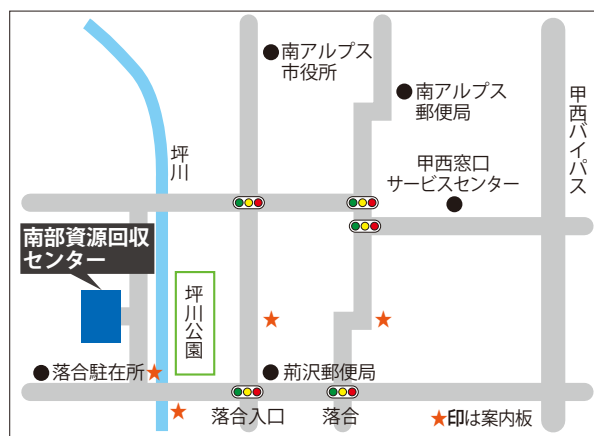 南アルプス
市役所
南アルプス
郵便局
甲西バイパス
坪川
甲西窓口
サービスセンター
南部資源回収
センター
坪川公園
落合駐在所
荊沢郵便局
落合入口
落合
★印は案内板